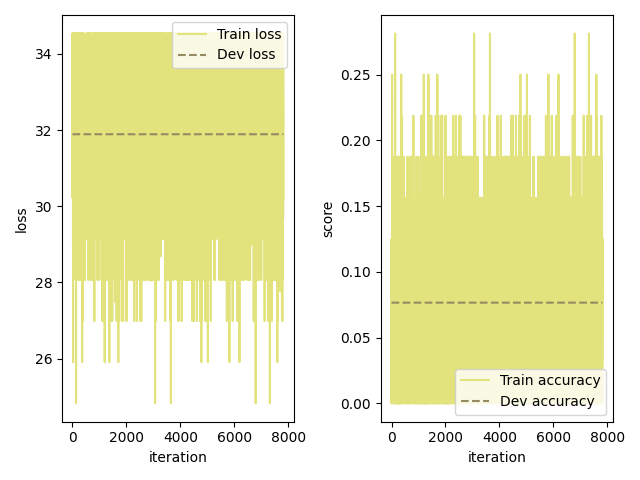 34
32
30
28
26
loss
0
2000
4000
6000
8000
iteration
Train loss
Dev loss
0.25
0.20
0.15
0.10
0.05
0.00
score
0
2000
4000
6000
8000
iteration
Train accuracy
Dev accuracy